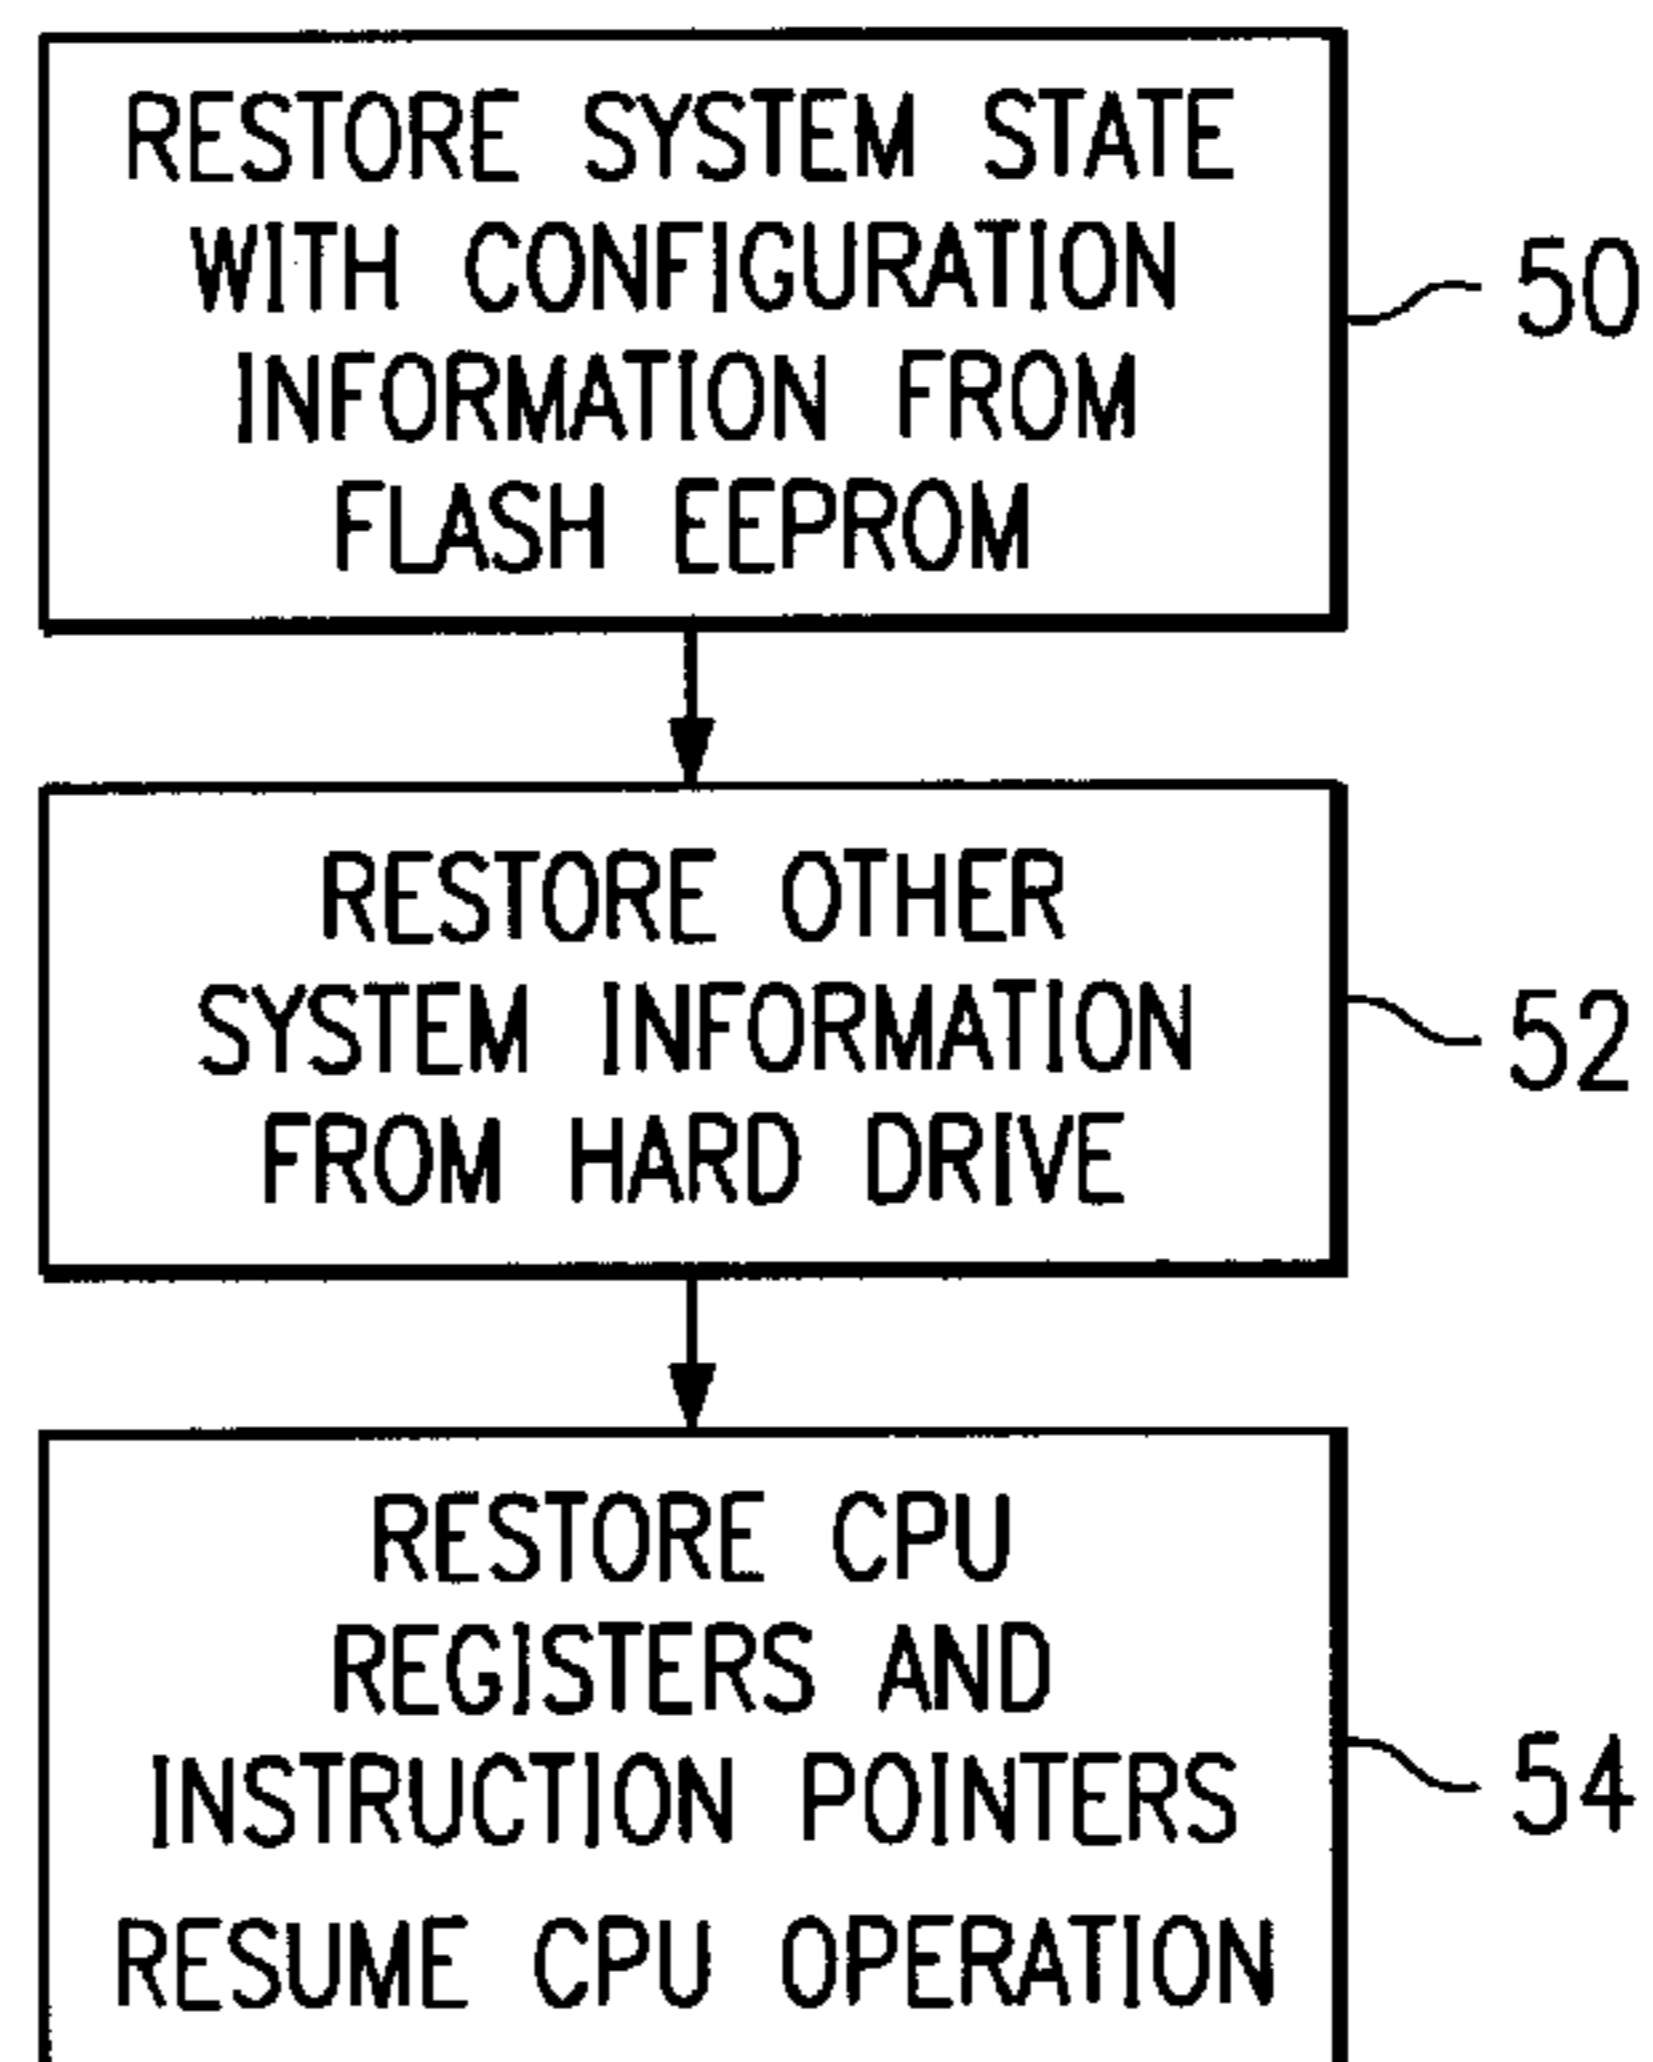 RESTORE SYSTEM STATE
WITH CONFIGURATION
INFORMATION FROM
FLASH EEPROM
50
RESTORE OTHER
SYSTEM INFORMATION
FROM HARD DRIVE
52
RESTORE CPU
REGISTERS AND
INSTRUCTION POINTERS
RESUME CPU OPERATION
54